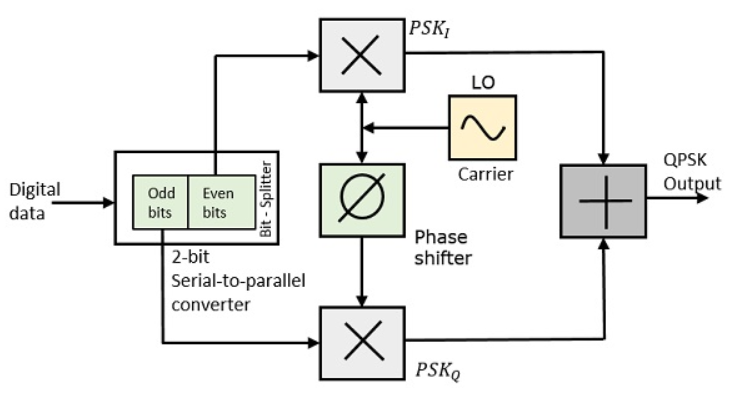 PSK_I
LO
Carrier
Digital
data
Odd
bits
Even
bits
Bit - Splitter
QPSK
Output
Phase
shifter
2-bit
Serial-to-parallel
converter
PSK_Q